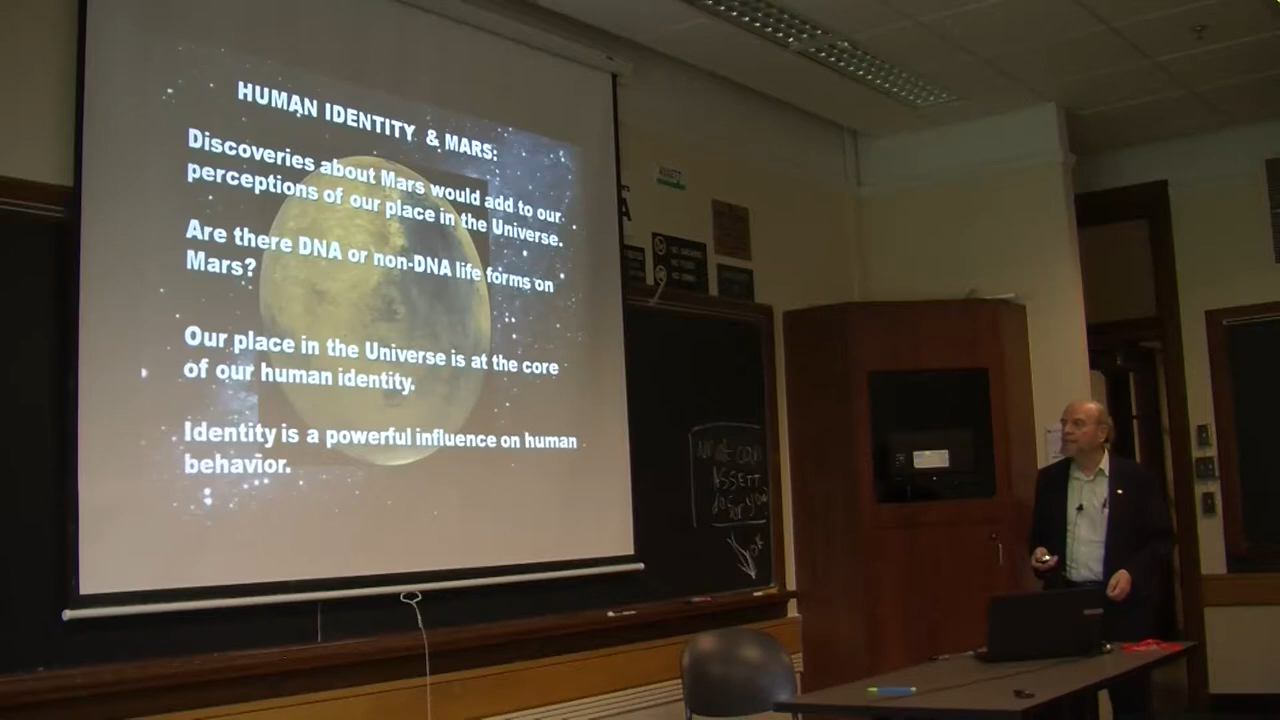 HUMAN IDENTITY & MARS:
Discoveries about Mars would add to our
perceptions of our place in the Universe.
Are there DNA or non-DNA life forms on
Mars?
Our place in the Universe is at the core
of our human identity.
Identity is a powerful influence on human
behavior.
ASSETT
ASSETT
OK